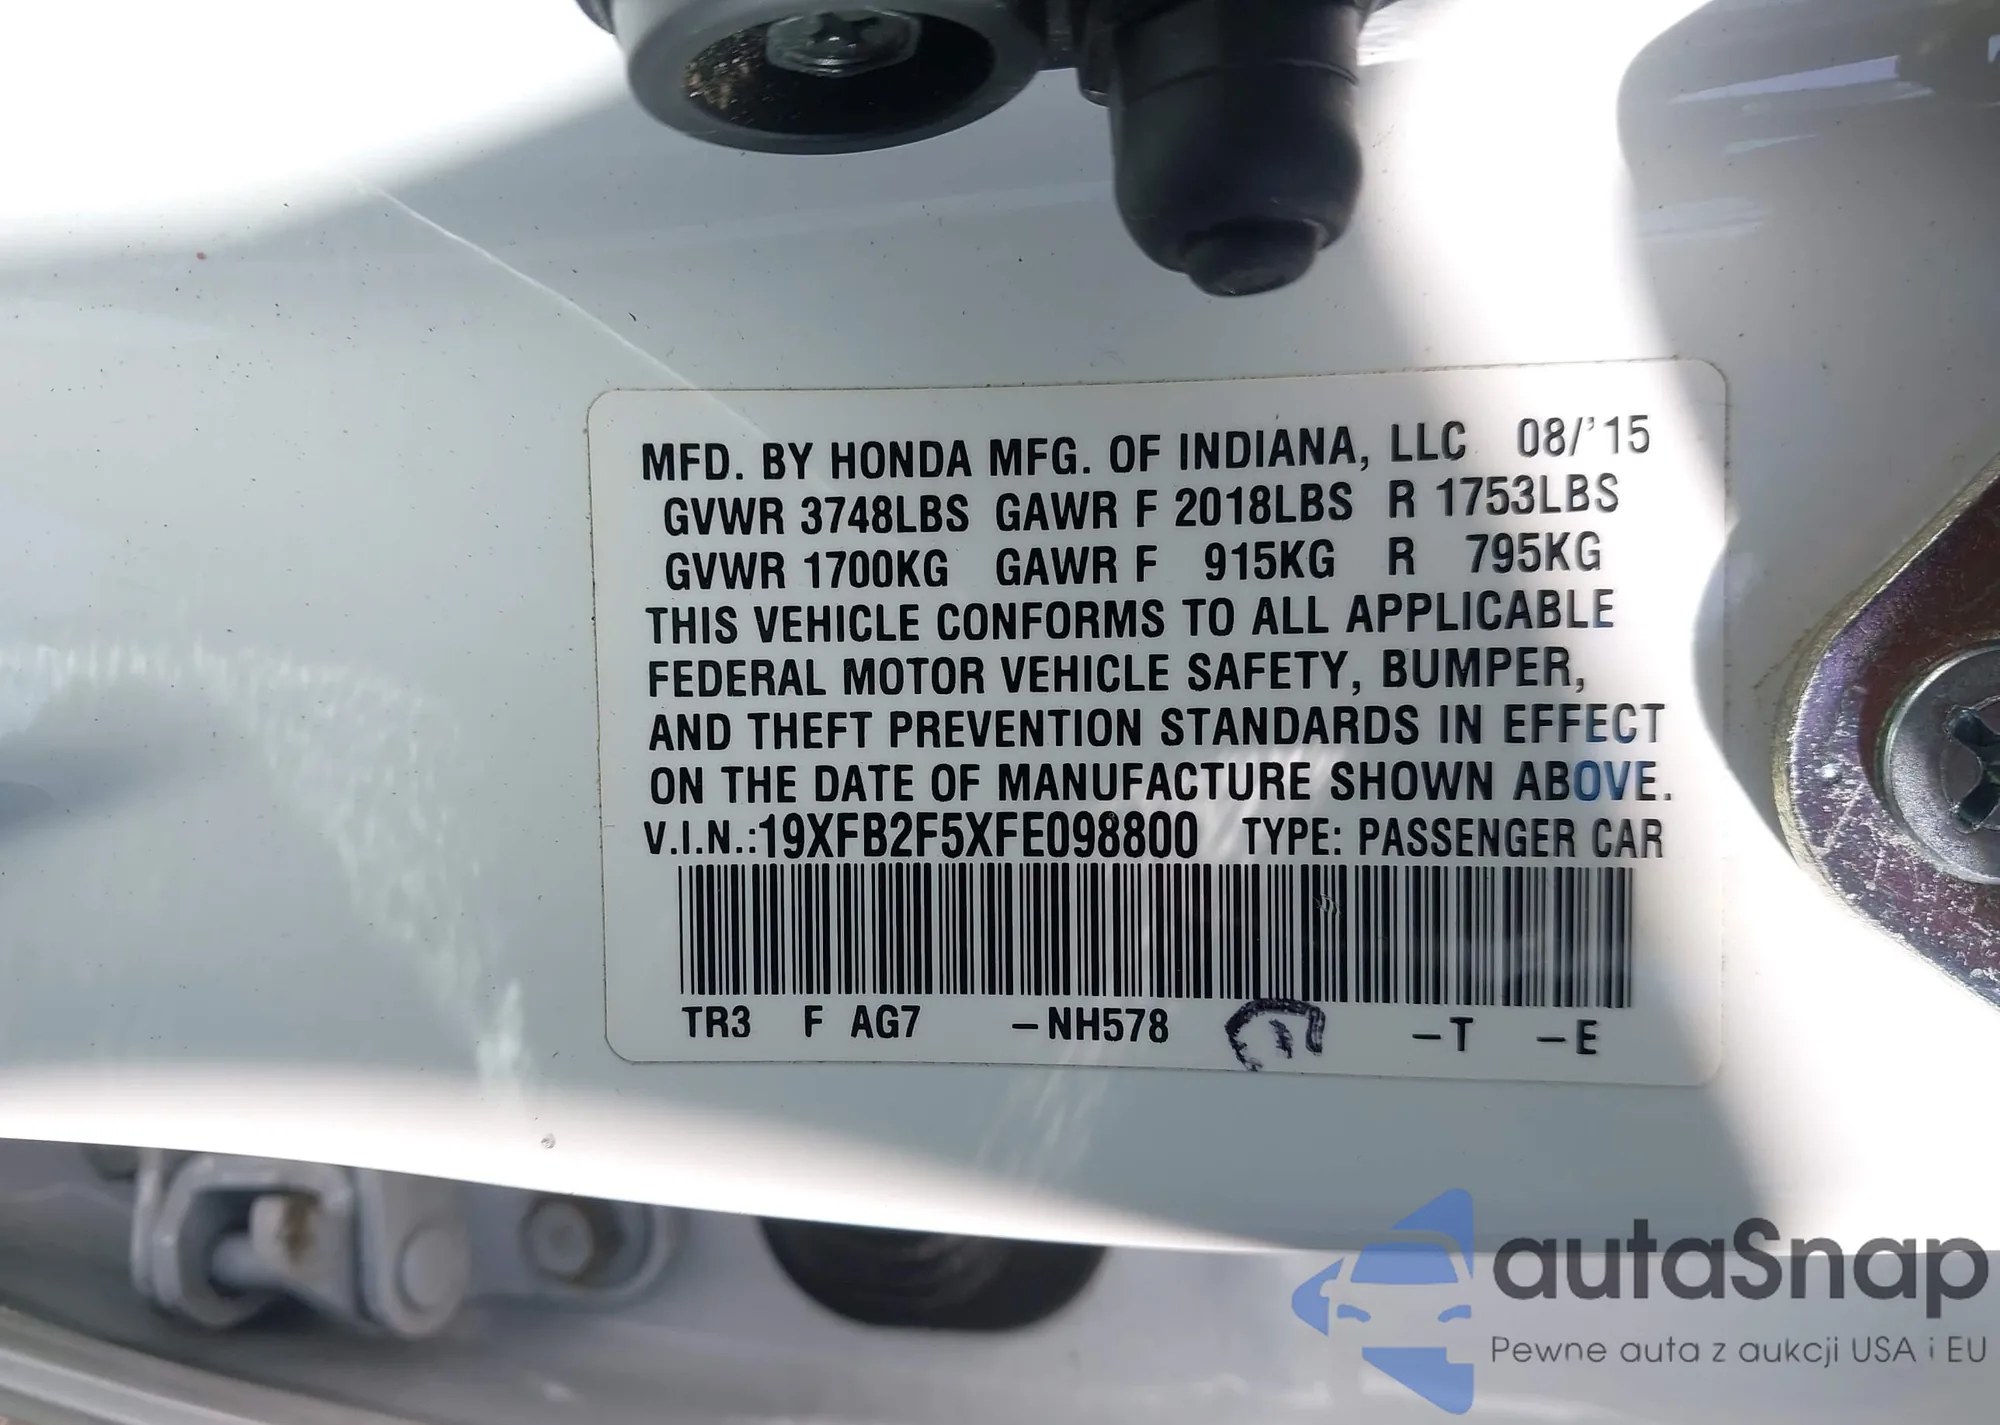 MFD. BY HONDA MFG. OF INDIANA, LLC 08/'15
GVWR 3748LBS GAWR F 2018LBS R 1753LBS
GVWR 1700KG GAWR F 915KG R 795KG
THIS VEHICLE CONFORMS TO ALL APPLICABLE
FEDERAL MOTOR VEHICLE SAFETY, BUMPER,
AND THEFT PREVENTION STANDARDS IN EFFECT
ON THE DATE OF MANUFACTURE SHOWN ABOVE.
V.I.N.:19XFB2F5XFE098800 TYPE: PASSENGER CAR
TR3 F AG7 -NH578 -T -E
autaSnap
Pewne auta z aukcji USA i EU